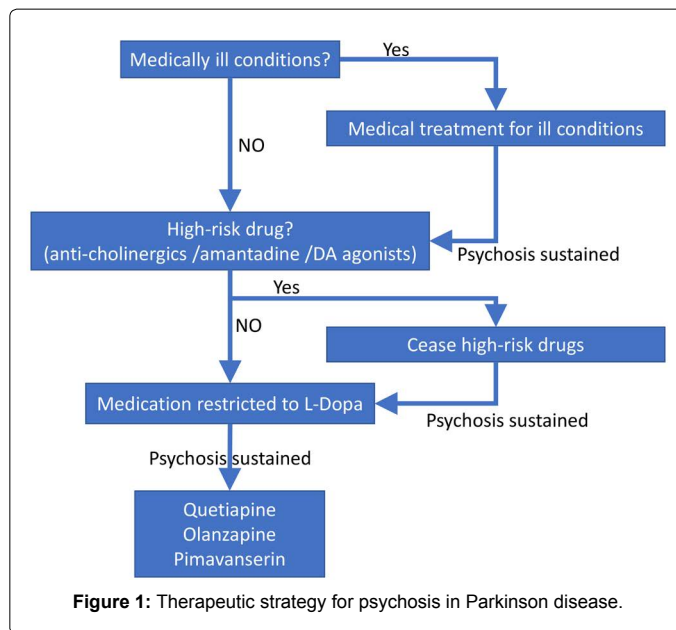 Medically ill conditions?
Yes
Medical treatment for ill conditions
NO
High-risk drug?
(anti-cholinergics /amantadine /DA agonists)
Psychosis sustained
Yes
NO
Cease high-risk drugs
Medication restricted to L-Dopa
Psychosis sustained
Psychosis sustained
Quetiapine
Olanzapine
Pimavanserin
Figure 1: Therapeutic strategy for psychosis in Parkinson disease.